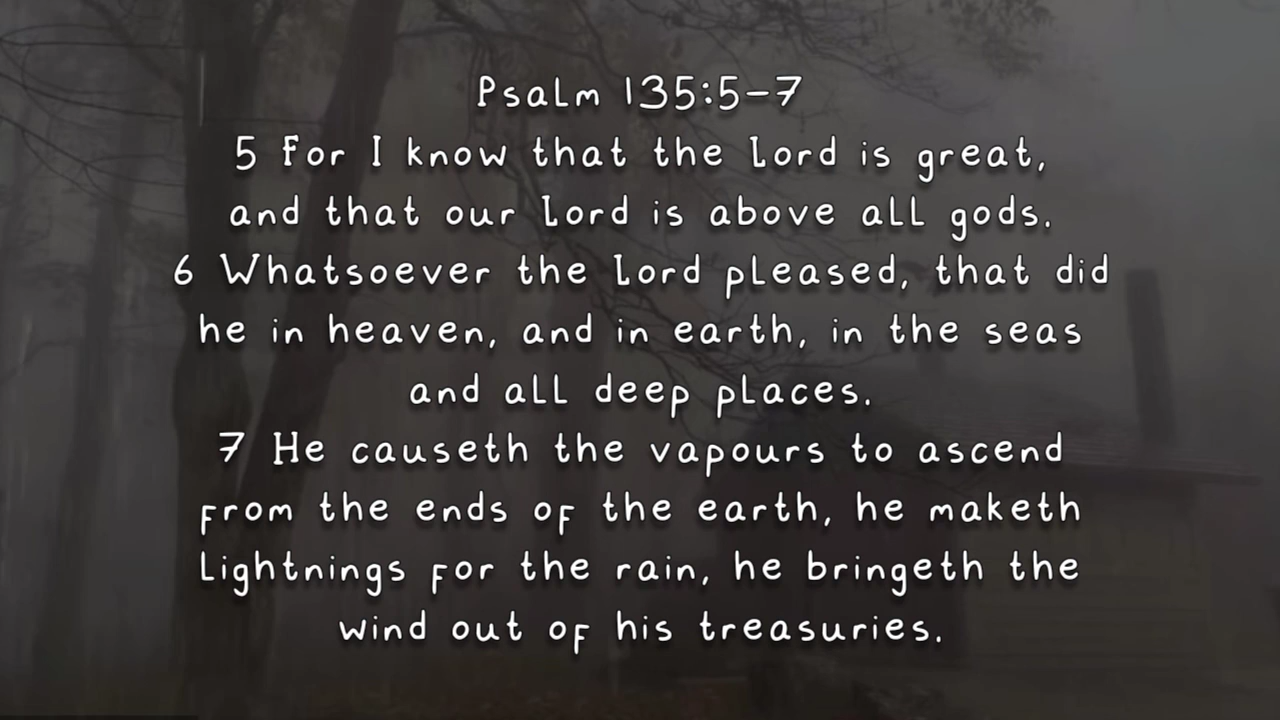 Psalm 135:5-7
5 For I know that the Lord is great,
and that our Lord is above all gods.
6 Whatsoever the Lord pleased, that did
he in heaven, and in earth, in the seas
and all deep places.
7 He causeth the vapours to ascend
from the ends of the earth, he maketh
lightnings for the rain, he bringeth the
wind out of his treasuries.